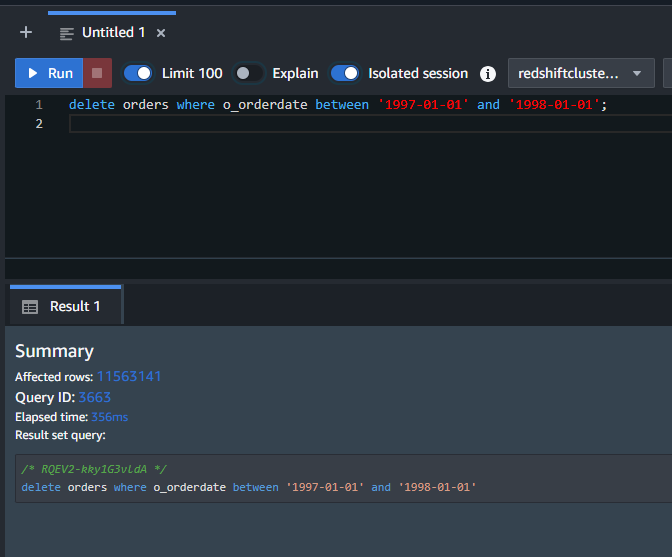 Untitled 1
Run Limit 100 Explain Isolated session redshiftcluste...
1 delete orders where o_orderdate between '1997-01-01' and '1998-01-01';
2
Result 1
Summary
Affected rows: 11563141
Query ID: 3663
Elapsed time: 356ms
Result set query:
/* RQEV2-kky1G3vLdA */
delete orders where o_orderdate between '1997-01-01' and '1998-01-01'